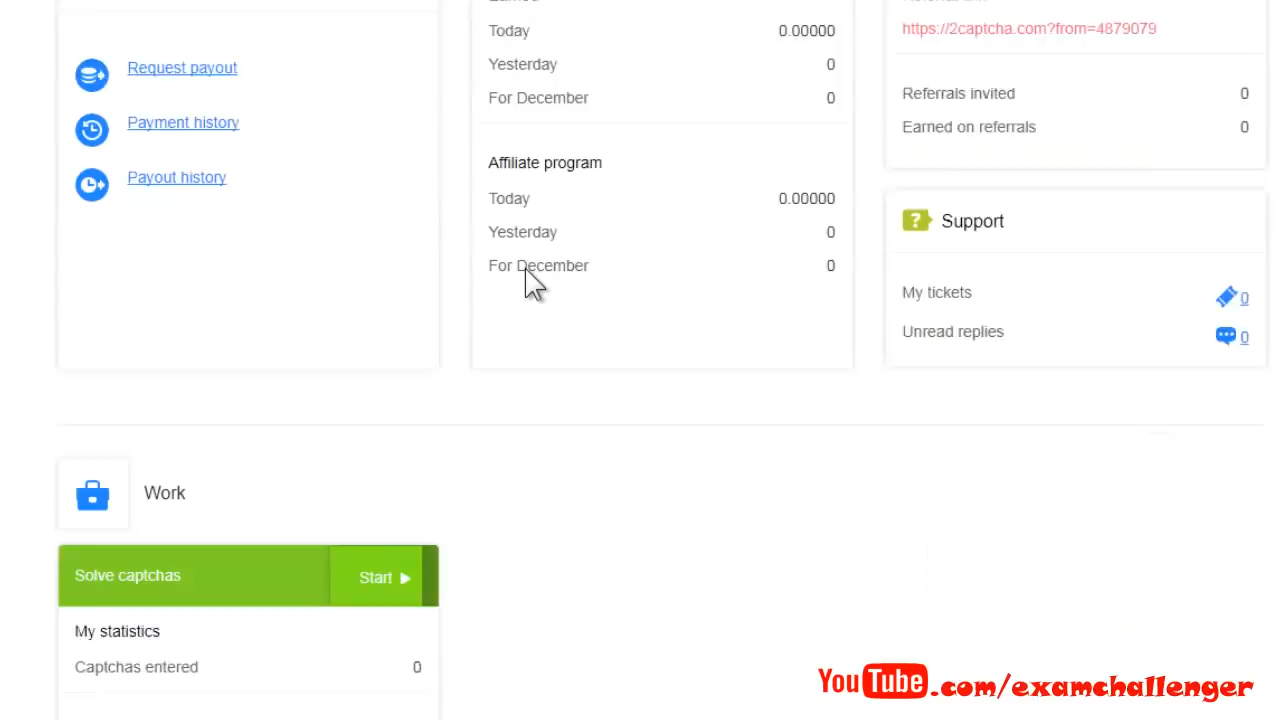 Request payout
Payment history
Payout history
Today 0.00000
Yesterday 0
For December 0
Affiliate program
Today 0.00000
Yesterday 0
For December 0
https://2captcha.com?from=4879079
Referrals invited 0
Earned on referrals 0
? Support
My tickets 0
Unread replies 0
Work
Solve captchas Start
My statistics
Captchas entered 0
YouTube.com/examchallenger